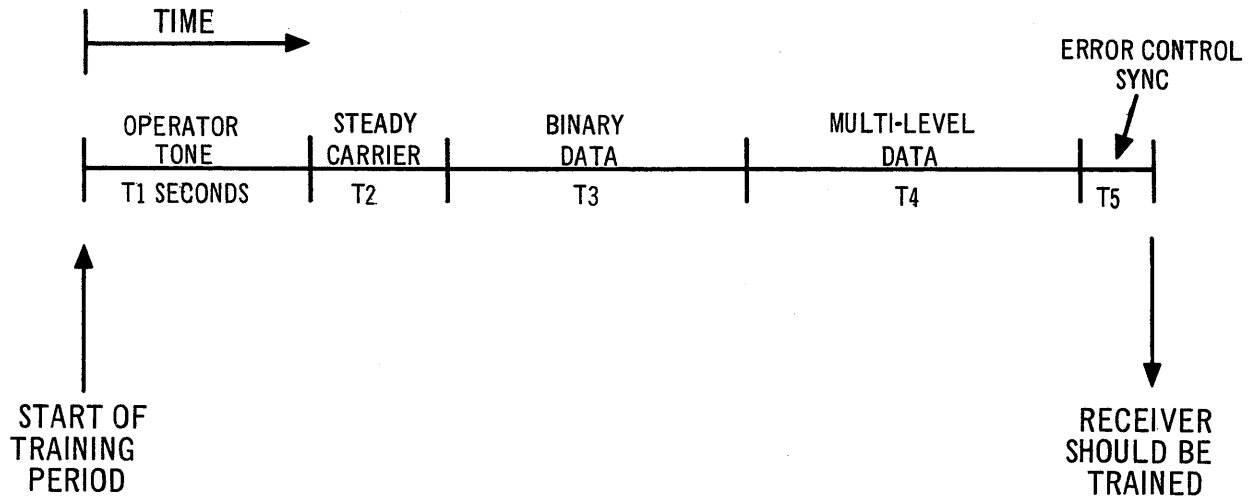 TIME
ERROR CONTROL
SYNC
OPERATOR
TONE
STEADY
CARRIER
BINARY
DATA
MULTI-LEVEL
DATA
T1 SECONDS
T2
T3
T4
T5
START OF
TRAINING
PERIOD
RECEIVER
SHOULD BE
TRAINED